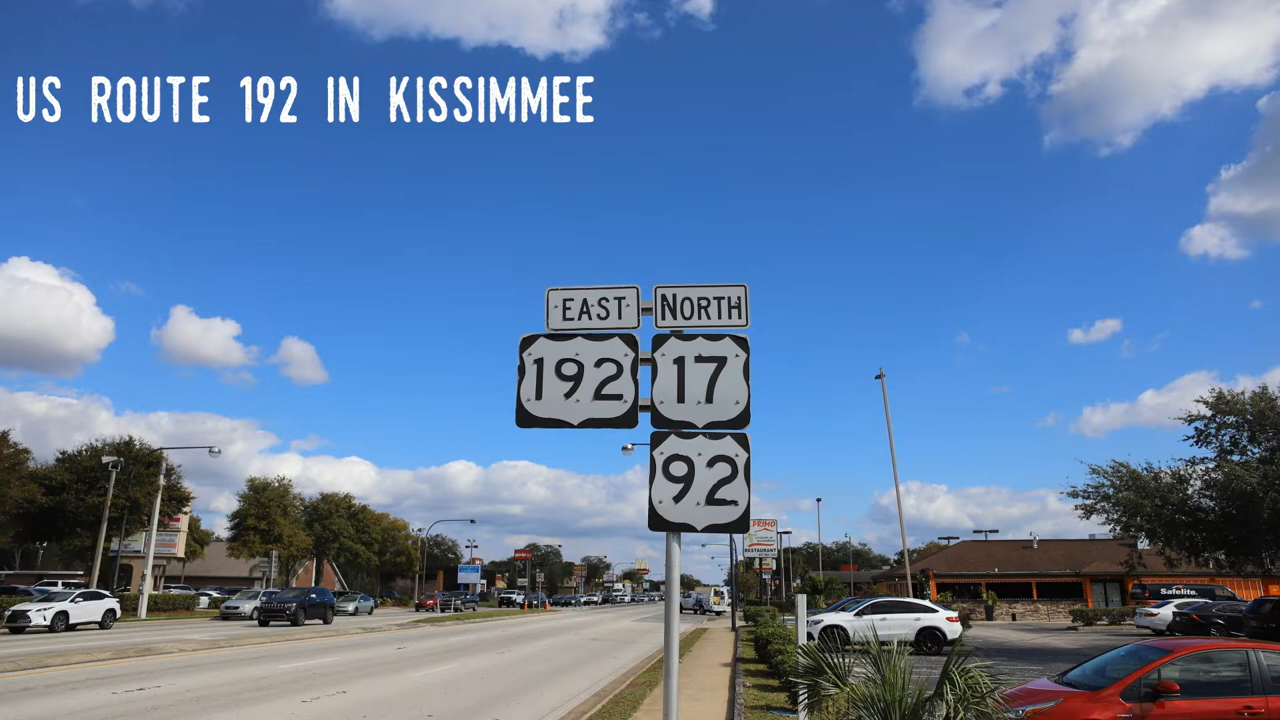 US ROUTE 192 IN KISSIMMEE
EAST NORTH
192 17
92
PRIMO
RESTAURANT
Safelite.